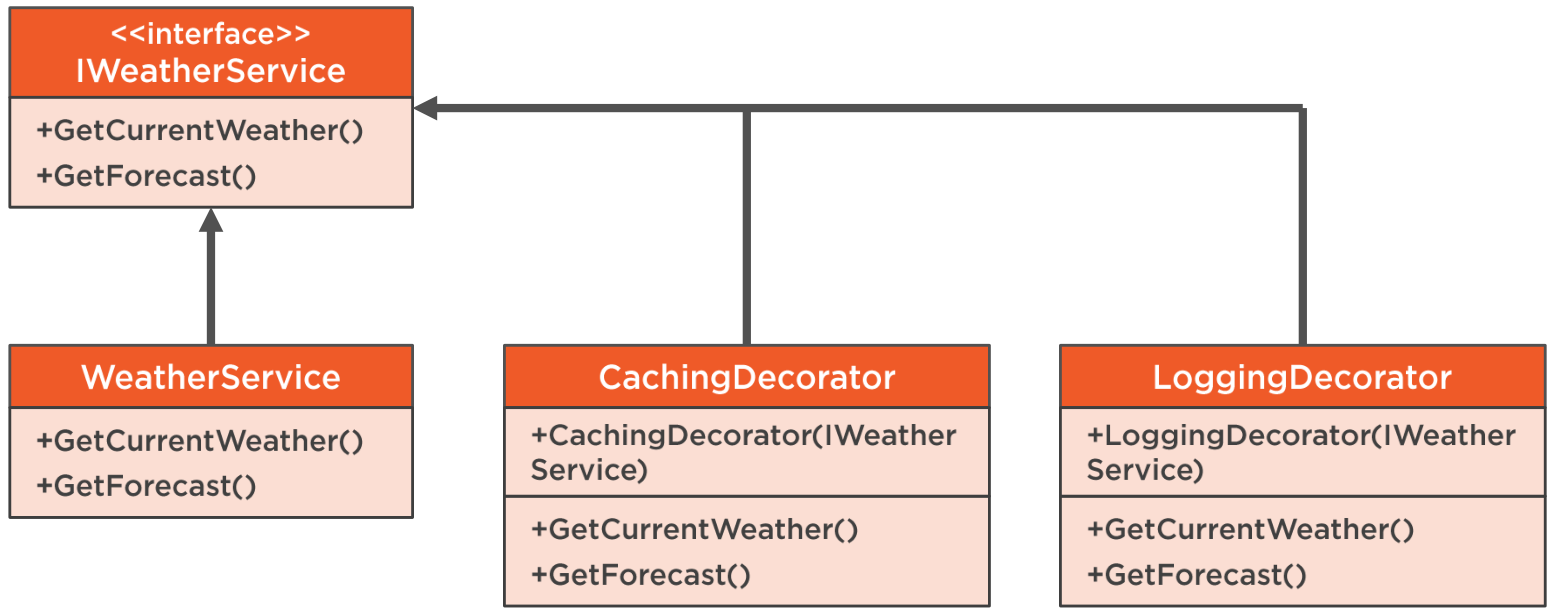 <<interface>>
IWeatherService
+GetCurrentWeather()
+GetForecast()
WeatherService
+GetCurrentWeather()
+GetForecast()
CachingDecorator
+CachingDecorator(IWeather
Service)
+GetCurrentWeather()
+GetForecast()
LoggingDecorator
+LoggingDecorator(IWeather
Service)
+GetCurrentWeather()
+GetForecast()